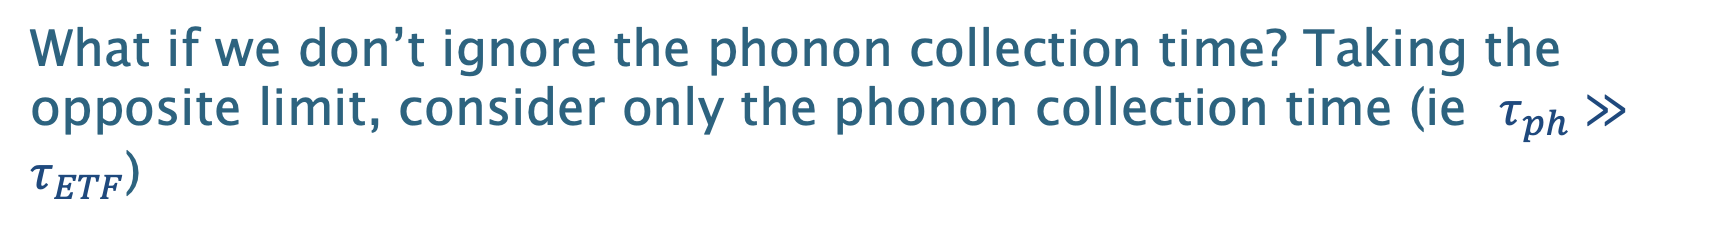 What if we don’t ignore the phonon collection time? Taking the
opposite limit, consider only the phonon collection time (ie τ_ph ≫
τ_ETF)